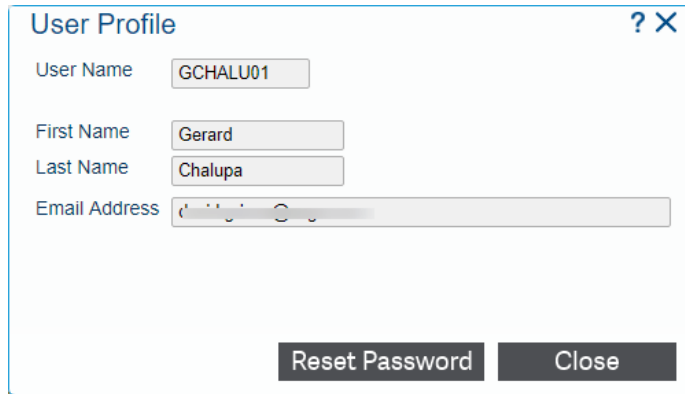 User Profile ? X
User Name GCHALU01
First Name Gerard
Last Name Chalupa
Email Address
Reset Password Close